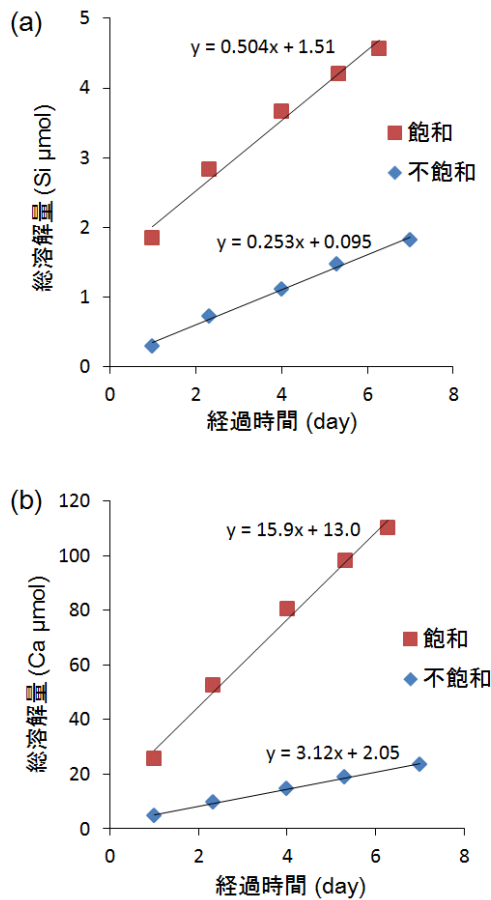 (a)
総溶解量 (Si μmol)
5
4
3
2
1
0
y = 0.504x + 1.51
y = 0.253x + 0.095
飽和
不飽和
0 2 4 6 8
経過時間 (day)
(b)
総溶解量 (Ca μmol)
120
100
80
60
40
20
0
y = 15.9x + 13.0
y = 3.12x + 2.05
飽和
不飽和
0 2 4 6 8
経過時間 (day)